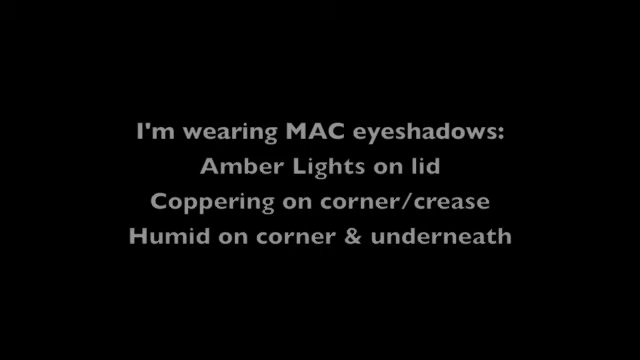 I'm wearing MAC eyeshadows:
Amber Lights on lid
Coppering on corner/crease
Humid on corner & underneath